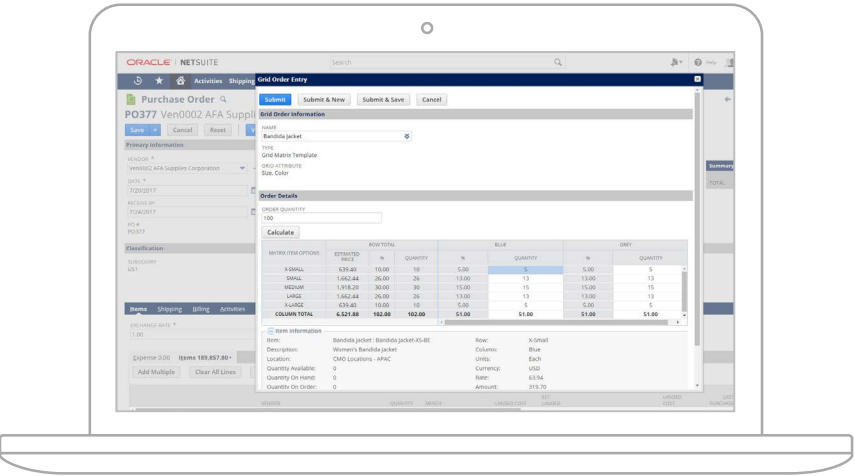 ORACLE | NETSUITE Search Help
Activities Shipping
Grid Order Entry
Purchase Order
PO377 Ven0002 AFA Suppli
Save Cancel Reset
Submit Submit & New Submit & Save Cancel
Primary Information
Grid Order Information
VENDOR *
Ven0002 AFA Supplies Corporation
NAME
Bandida Jacket
DATE *
7/20/2017
TYPE
Grid Matrix Template
RECEIVE BY
7/24/2017
GRID ATTRIBUTE
Size, Color
PO #
PO377
Summary
TOTAL
Classification
SUBSIDIARY
US1
Order Details
ORDER QUANTITY
100
Calculate
MATRIX ITEM OPTIONS ROW TOTAL BLUE GREY
ESTIMATED PRICE % QUANTITY % QUANTITY % QUANTITY
X-SMALL 639.40 10.00 10 5.00 5 5.00 5
SMALL 1,662.44 26.00 26 13.00 13 13.00 13
MEDIUM 1,918.20 30.00 30 15.00 15 15.00 15
LARGE 1,662.44 26.00 26 13.00 13 13.00 13
X-LARGE 639.40 10.00 10 5.00 5 5.00 5
COLUMN TOTAL 6,521.88 102.00 102.00 51.00 51.00 51.00 51.00
Items Shipping Billing Activities
EXCHANGE RATE *
1.00
Expense 0.00 Items 189,857.80
Add Multiple Clear All Lines
Item Information
Item: Bandida Jacket : Bandida Jacket-XS-BE Row: X-Small
Description: Women's Bandida Jacket Column: Blue
Location: CMO Locations - APAC Units: Each
Quantity Available: 0 Currency: USD
Quantity On Hand: 0 Rate: 63.94
Quantity On Order: 0 Amount: 319.70
VENDOR QUANTITY LANDED COST LANDED COST LAST PURCHASE